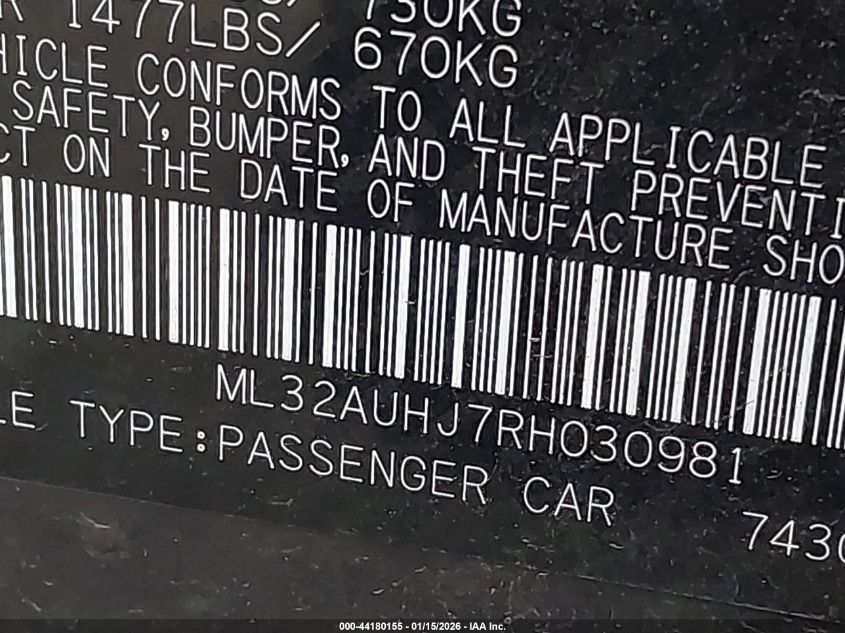 730KG
R 1477LBS/ 670KG
HICLE CONFORMS TO ALL APPLICABLE
SAFETY, BUMPER, AND THEFT PREVENTI
CT ON THE DATE OF MANUFACTURE SHO
ML32AUHJ7RH030981
LE TYPE:PASSENGER CAR 7430
000-44180155 - 01/15/2026 - IAA Inc.